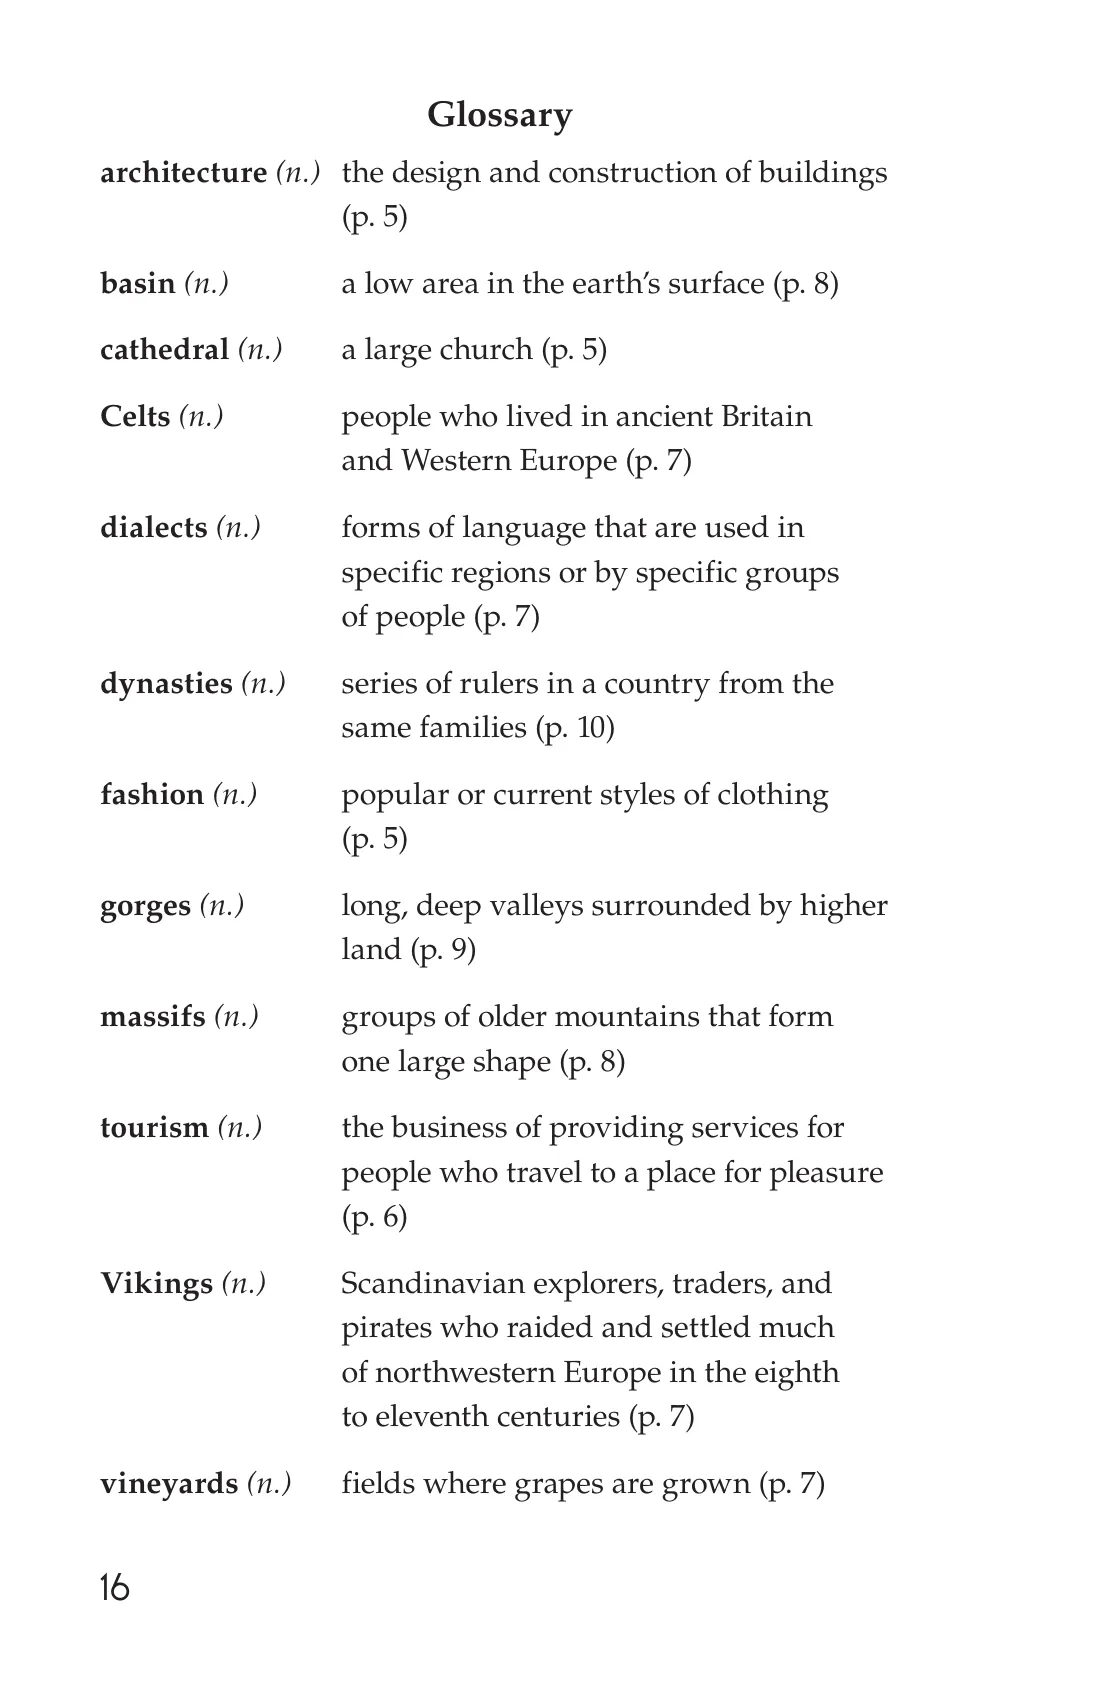 Glossary
architecture (n.) the design and construction of buildings
(p. 5)
basin (n.) a low area in the earth’s surface (p. 8)
cathedral (n.) a large church (p. 5)
Celts (n.) people who lived in ancient Britain
and Western Europe (p. 7)
dialects (n.) forms of language that are used in
specific regions or by specific groups
of people (p. 7)
dynasties (n.) series of rulers in a country from the
same families (p. 10)
fashion (n.) popular or current styles of clothing
(p. 5)
gorges (n.) long, deep valleys surrounded by higher
land (p. 9)
massifs (n.) groups of older mountains that form
one large shape (p. 8)
tourism (n.) the business of providing services for
people who travel to a place for pleasure
(p. 6)
Vikings (n.) Scandinavian explorers, traders, and
pirates who raided and settled much
of northwestern Europe in the eighth
to eleventh centuries (p. 7)
vineyards (n.) fields where grapes are grown (p. 7)
16